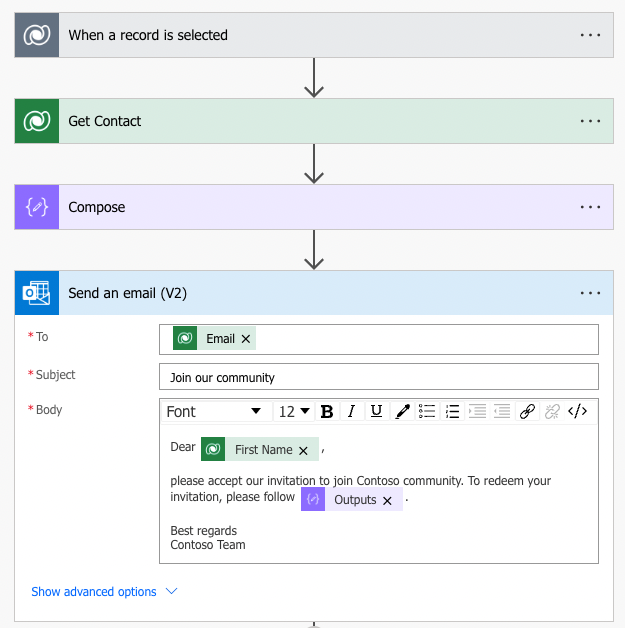 When a record is selected
Get Contact
Compose
Send an email (V2)
* To
Email ×
* Subject
Join our community
* Body
Font 12 B I U </>
Dear First Name × ,
please accept our invitation to join Contoso community. To redeem your
invitation, please follow Outputs × .
Best regards
Contoso Team
Show advanced options